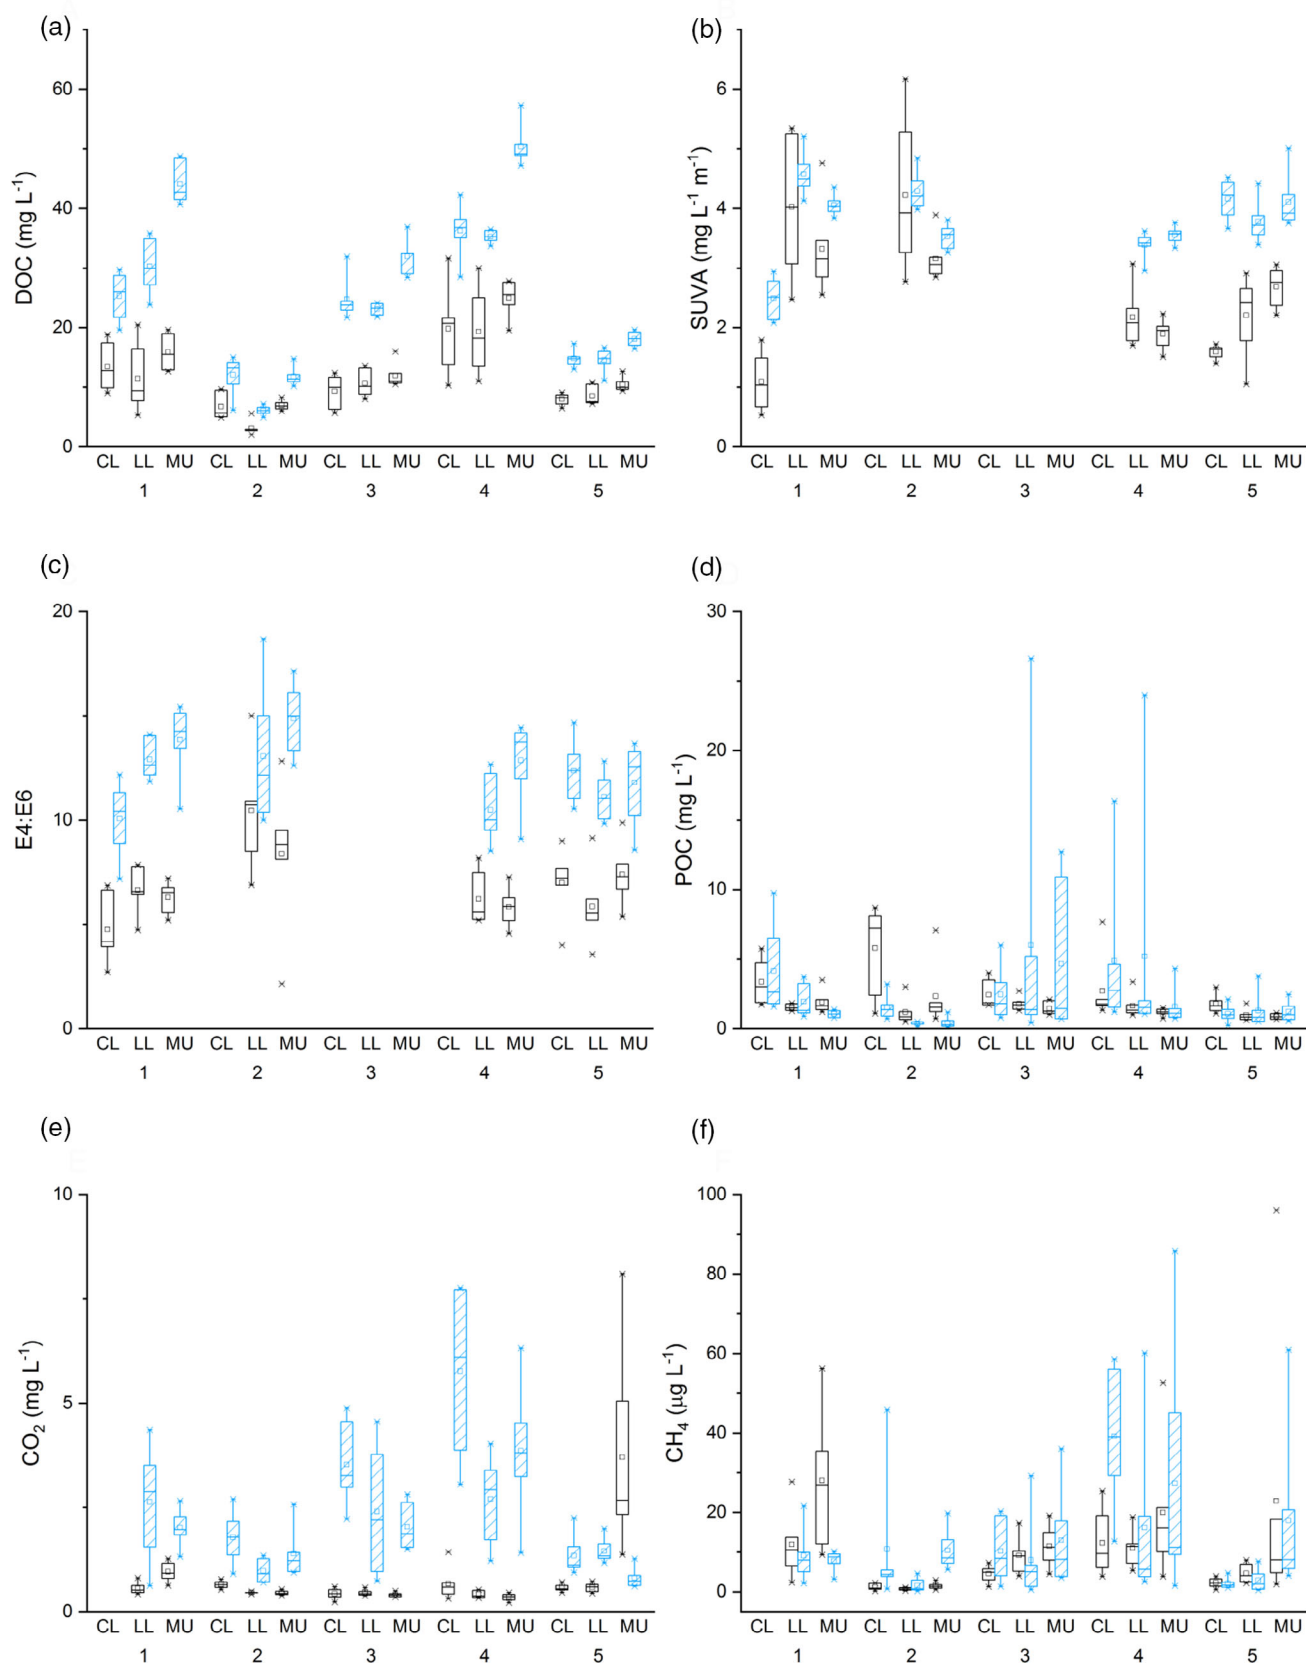 (a)
DOC (mg L⁻¹)
60
40
20
0
CL LL MU CL LL MU CL LL MU CL LL MU CL LL MU
1 2 3 4 5
(b)
SUVA (mg L⁻¹ m⁻¹)
6
4
2
0
CL LL MU CL LL MU CL LL MU CL LL MU CL LL MU
1 2 3 4 5
(c)
E4:E6
20
10
0
CL LL MU CL LL MU CL LL MU CL LL MU CL LL MU
1 2 3 4 5
(d)
POC (mg L⁻¹)
30
20
10
0
CL LL MU CL LL MU CL LL MU CL LL MU CL LL MU
1 2 3 4 5
(e)
CO₂ (mg L⁻¹)
10
5
0
CL LL MU CL LL MU CL LL MU CL LL MU CL LL MU
1 2 3 4 5
(f)
CH₄ (μg L⁻¹)
100
80
60
40
20
0
CL LL MU CL LL MU CL LL MU CL LL MU CL LL MU
1 2 3 4 5